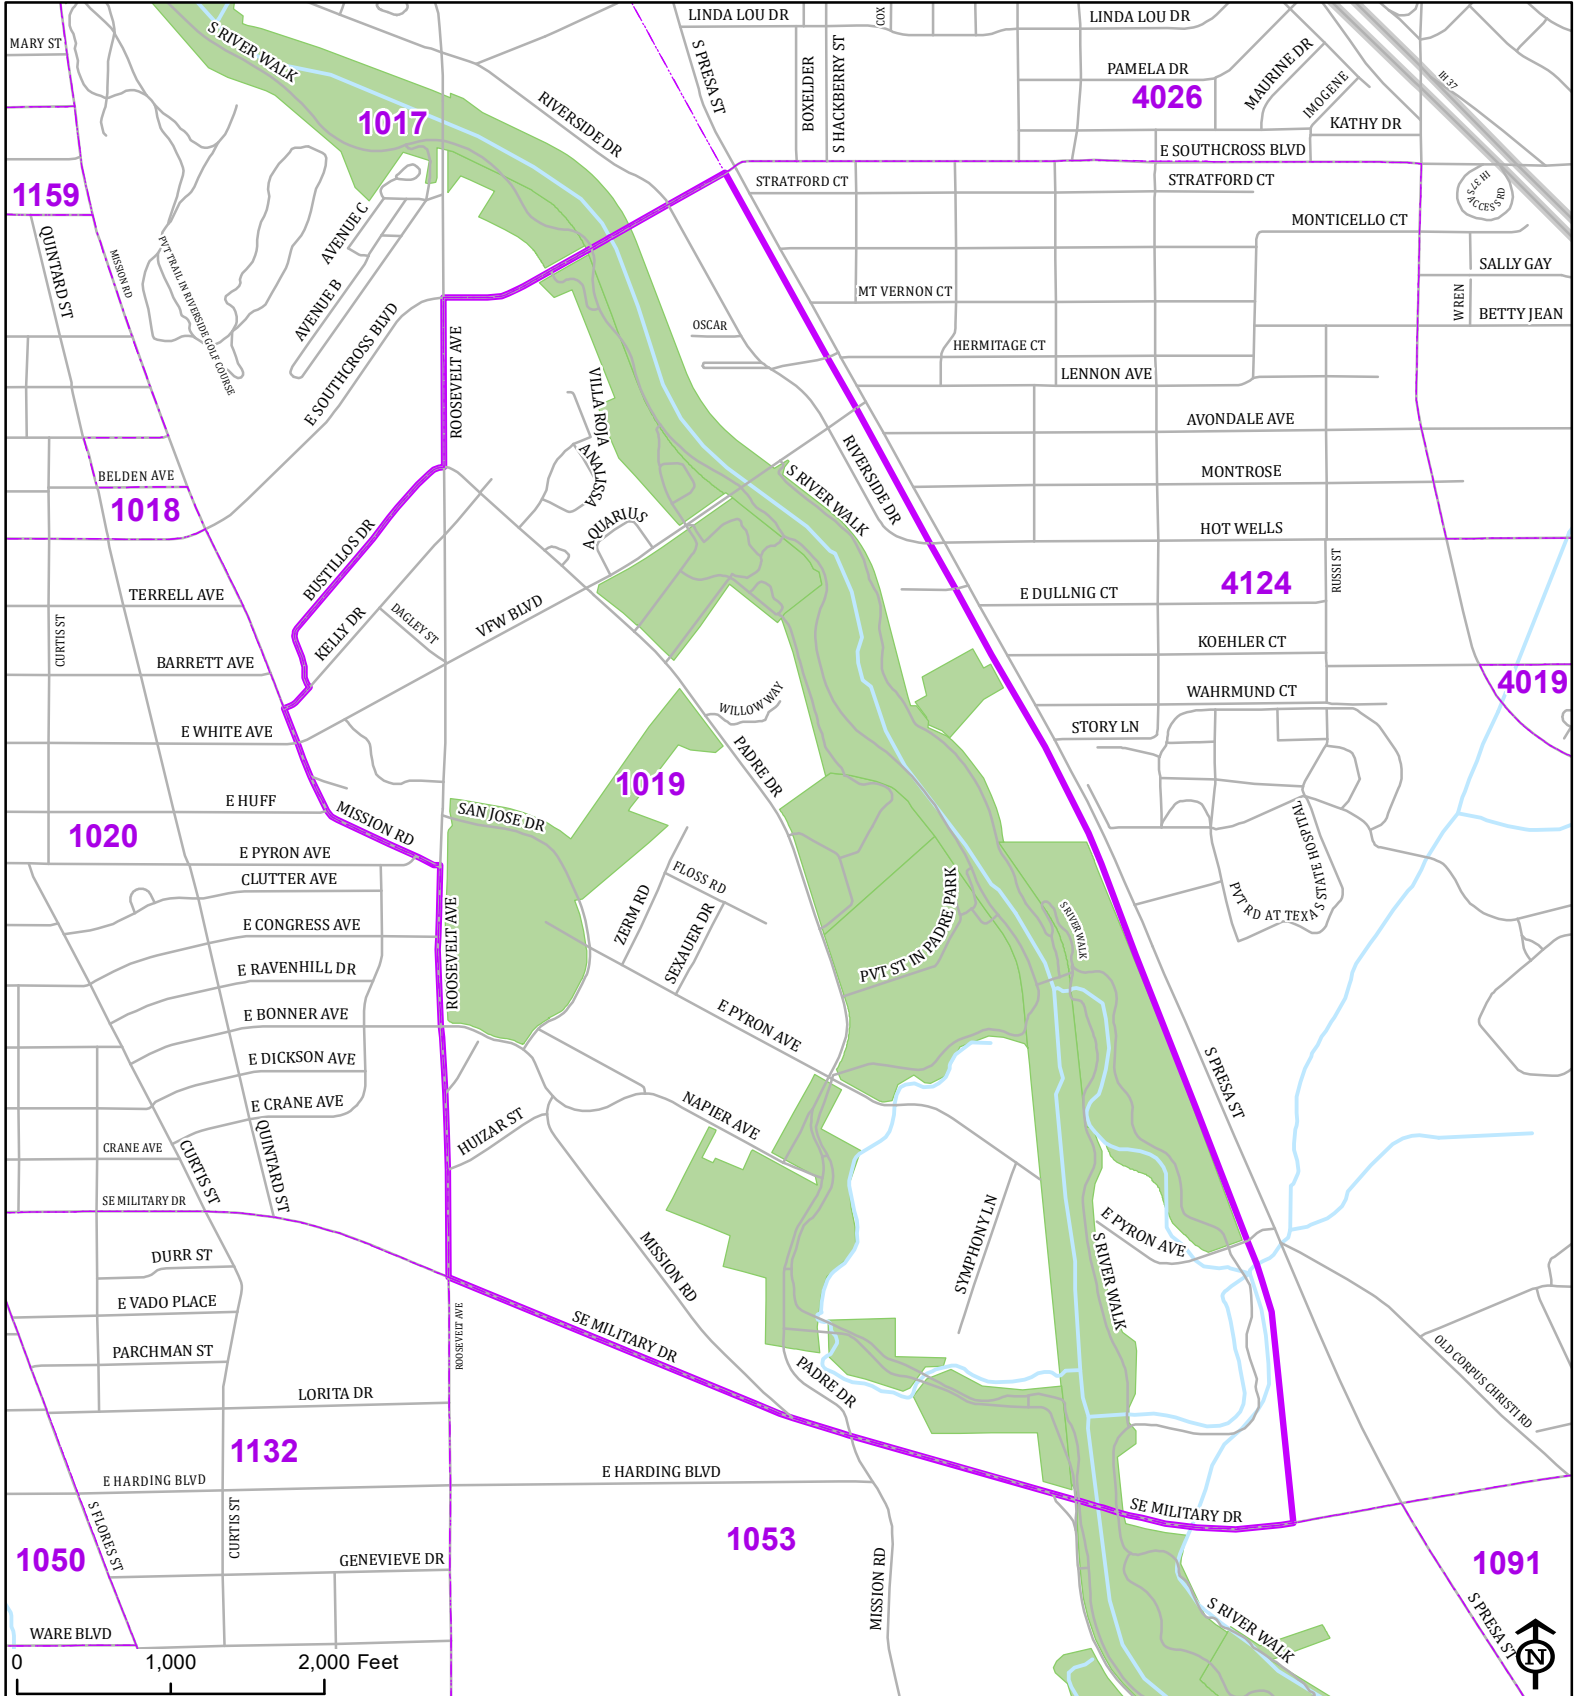 LINDA LOU DR
COX
LINDA LOU DR
MARY ST
S RIVER WALK
S PRESA ST
BOXELDER
S HACKBERRY ST
PAMELA DR
MAURINE DR
IMOGENE
IH 37
4026
1017
RIVERSIDE DR
KATHY DR
E SOUTHCROSS BLVD
STRATFORD CT
STRATFORD CT
IH 37 S
ACCESS RD
1159
AVENUE C
MONTICELLO CT
QUINTARD ST
MISSION RD
PVT TRAIL IN RIVERSIDE GOLF COURSE
SALLY GAY
AVENUE B
MT VERNON CT
WREN
BETTY JEAN
E SOUTHCROSS BLVD
ROOSEVELT AVE
OSCAR
HERMITAGE CT
LENNON AVE
VILLA ROJA
AVONDALE AVE
RIVERSIDE DR
BELDEN AVE
ANALISSA
S RIVER WALK
MONTROSE
1018
AQUARIUS
HOT WELLS
BUSTILLOS DR
4124
RUSSI ST
TERRELL AVE
E DULLNIG CT
KELLY DR
DAGLEY ST
VFW BLVD
CURTIS ST
KOEHLER CT
BARRETT AVE
4019
WAHRMUND CT
WILLOW WAY
E WHITE AVE
STORY LN
PADRE DR
1019
E HUFF
MISSION RD
SAN JOSE DR
1020
PVT RD AT TEXAS STATE HOSPITAL
E PYRON AVE
CLUTTER AVE
FLOSS RD
PVT ST IN PADRE PARK
ZERM RD
SEXAUER DR
S RIVER WALK
E CONGRESS AVE
ROOSEVELT AVE
E RAVENHILL DR
E BONNER AVE
E PYRON AVE
E DICKSON AVE
S PRESA ST
E CRANE AVE
NAPIER AVE
HUIZAR ST
QUINTARD ST
CRANE AVE
CURTIS ST
SE MILITARY DR
SYMPHONY LN
E PYRON AVE
DURR ST
MISSION RD
S RIVER WALK
E VADO PLACE
SE MILITARY DR
ROOSEVELT AVE
PARCHMAN ST
OLD CORPUS CHRISTI RD
PADRE DR
LORITA DR
1132
E HARDING BLVD
E HARDING BLVD
S FLORES ST
CURTIS ST
SE MILITARY DR
1053
1050
GENEVIEVE DR
MISSION RD
1091
S RIVER WALK
S PRESA ST
WARE BLVD
0 1,000 2,000 Feet
N